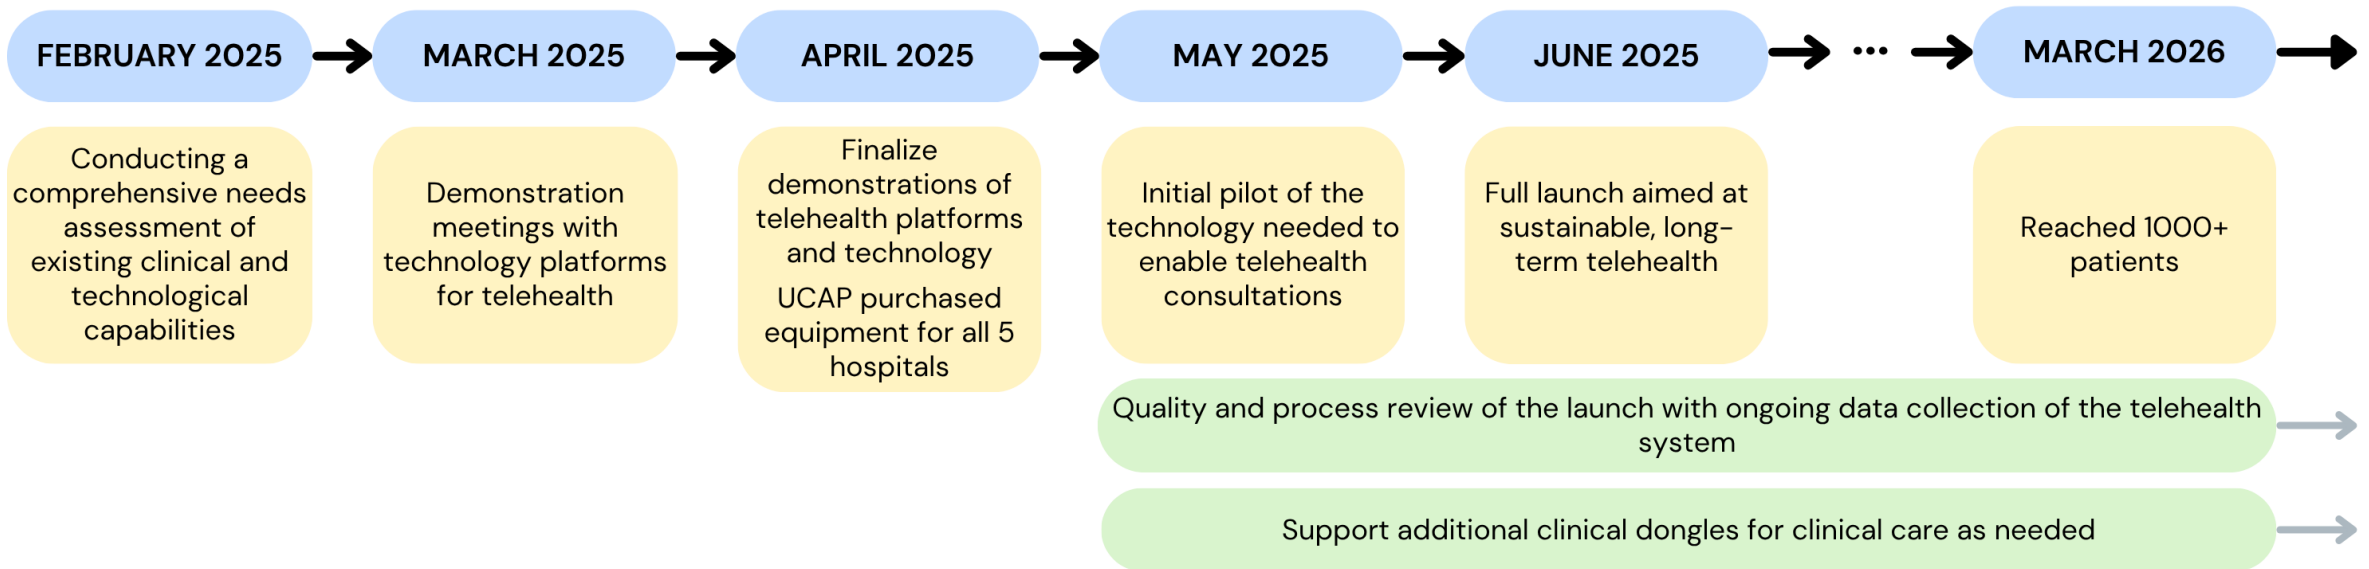 FEBRUARY 2025
MARCH 2025
APRIL 2025
MAY 2025
JUNE 2025
...
MARCH 2026
Conducting a
comprehensive needs
assessment of
existing clinical and
technological
capabilities
Demonstration
meetings with
technology platforms
for telehealth
Finalize
demonstrations of
telehealth platforms
and technology
UCAP purchased
equipment for all 5
hospitals
Initial pilot of the
technology needed to
enable telehealth
consultations
Full launch aimed at
sustainable, long-
term telehealth
Reached 1000+
patients
Quality and process review of the launch with ongoing data collection of the telehealth
system
Support additional clinical dongles for clinical care as needed